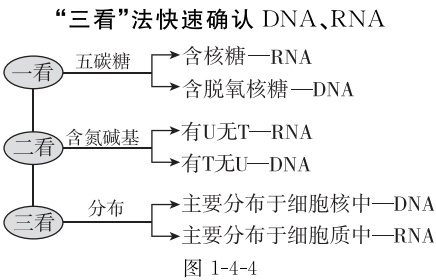 “三看”法快速确认 DNA、RNA
一看
五碳糖
含核糖—RNA
含脱氧核糖—DNA
二看
含氮碱基
有U无T—RNA
有T无U—DNA
三看
分布
主要分布于细胞核中—DNA
主要分布于细胞质中—RNA
图 1-4-4